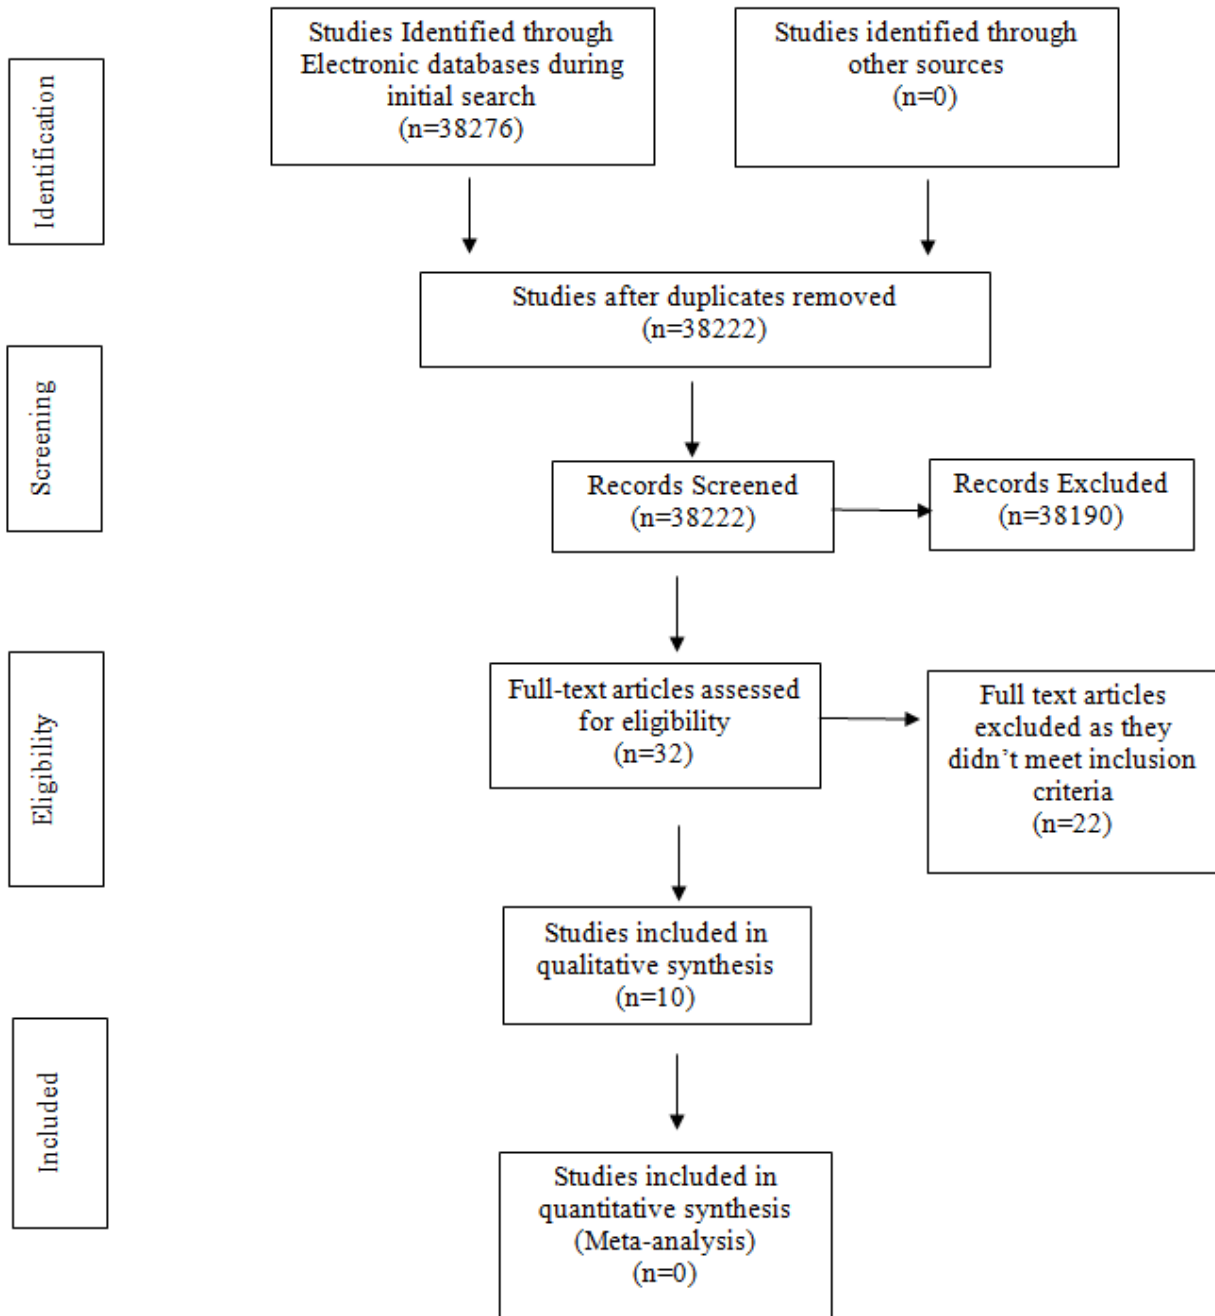 Identification
Studies Identified through
Electronic databases during
initial search
(n=38276)
Studies identified through
other sources
(n=0)
Studies after duplicates removed
(n=38222)
Screening
Records Screened
(n=38222)
Records Excluded
(n=38190)
Eligibility
Full-text articles assessed
for eligibility
(n=32)
Full text articles
excluded as they
didn’t meet inclusion
criteria
(n=22)
Studies included in
qualitative synthesis
(n=10)
Included
Studies included in
quantitative synthesis
(Meta-analysis)
(n=0)